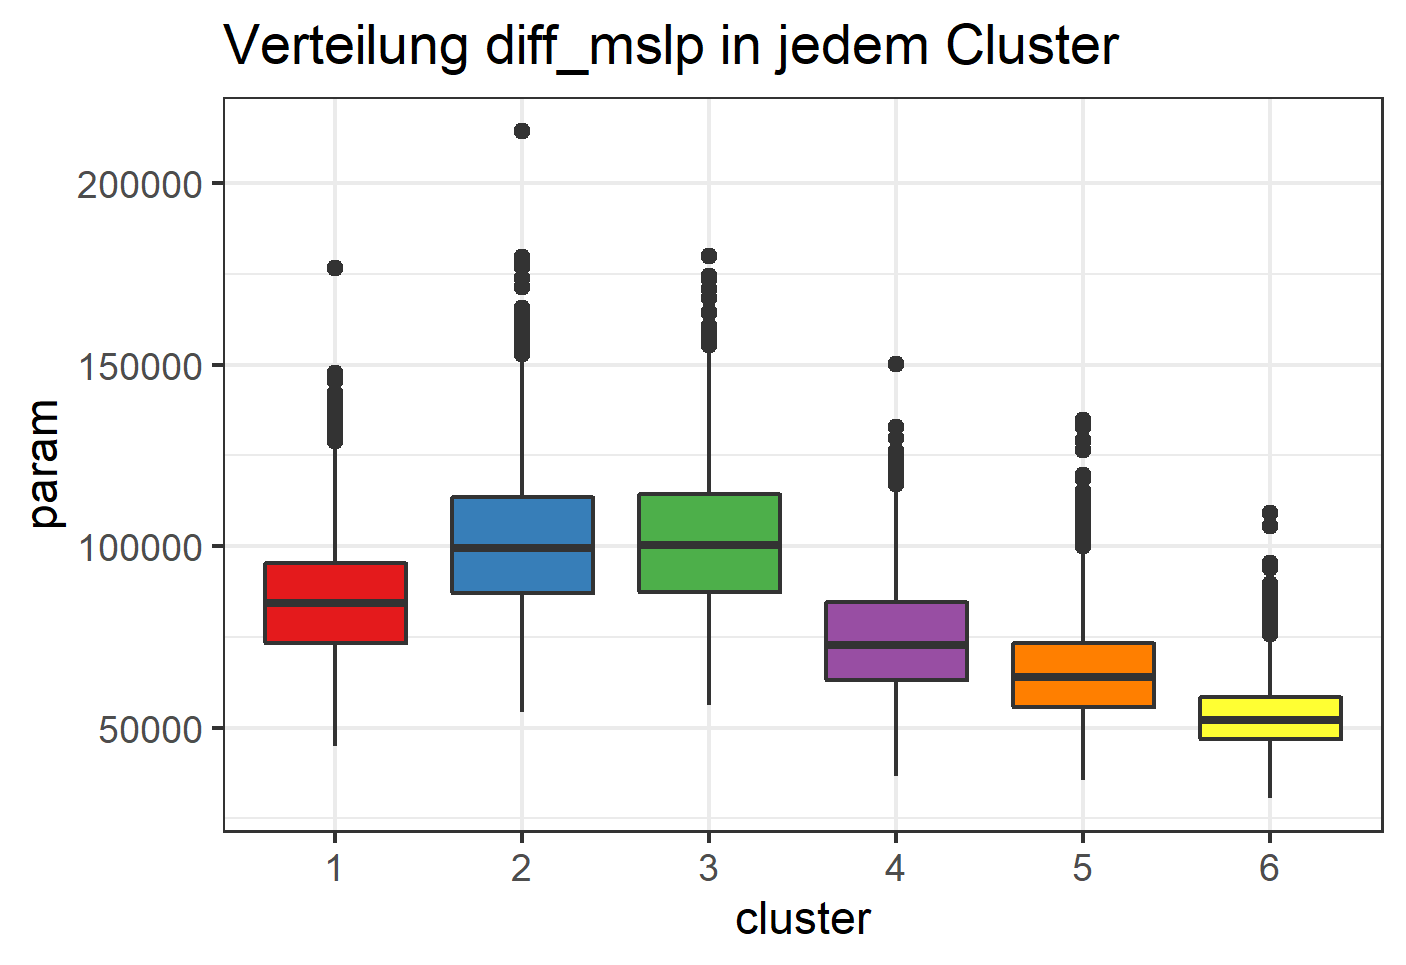 Verteilung diff_mslp in jedem Cluster
param
200000
150000
100000
50000
1 2 3 4 5 6
cluster